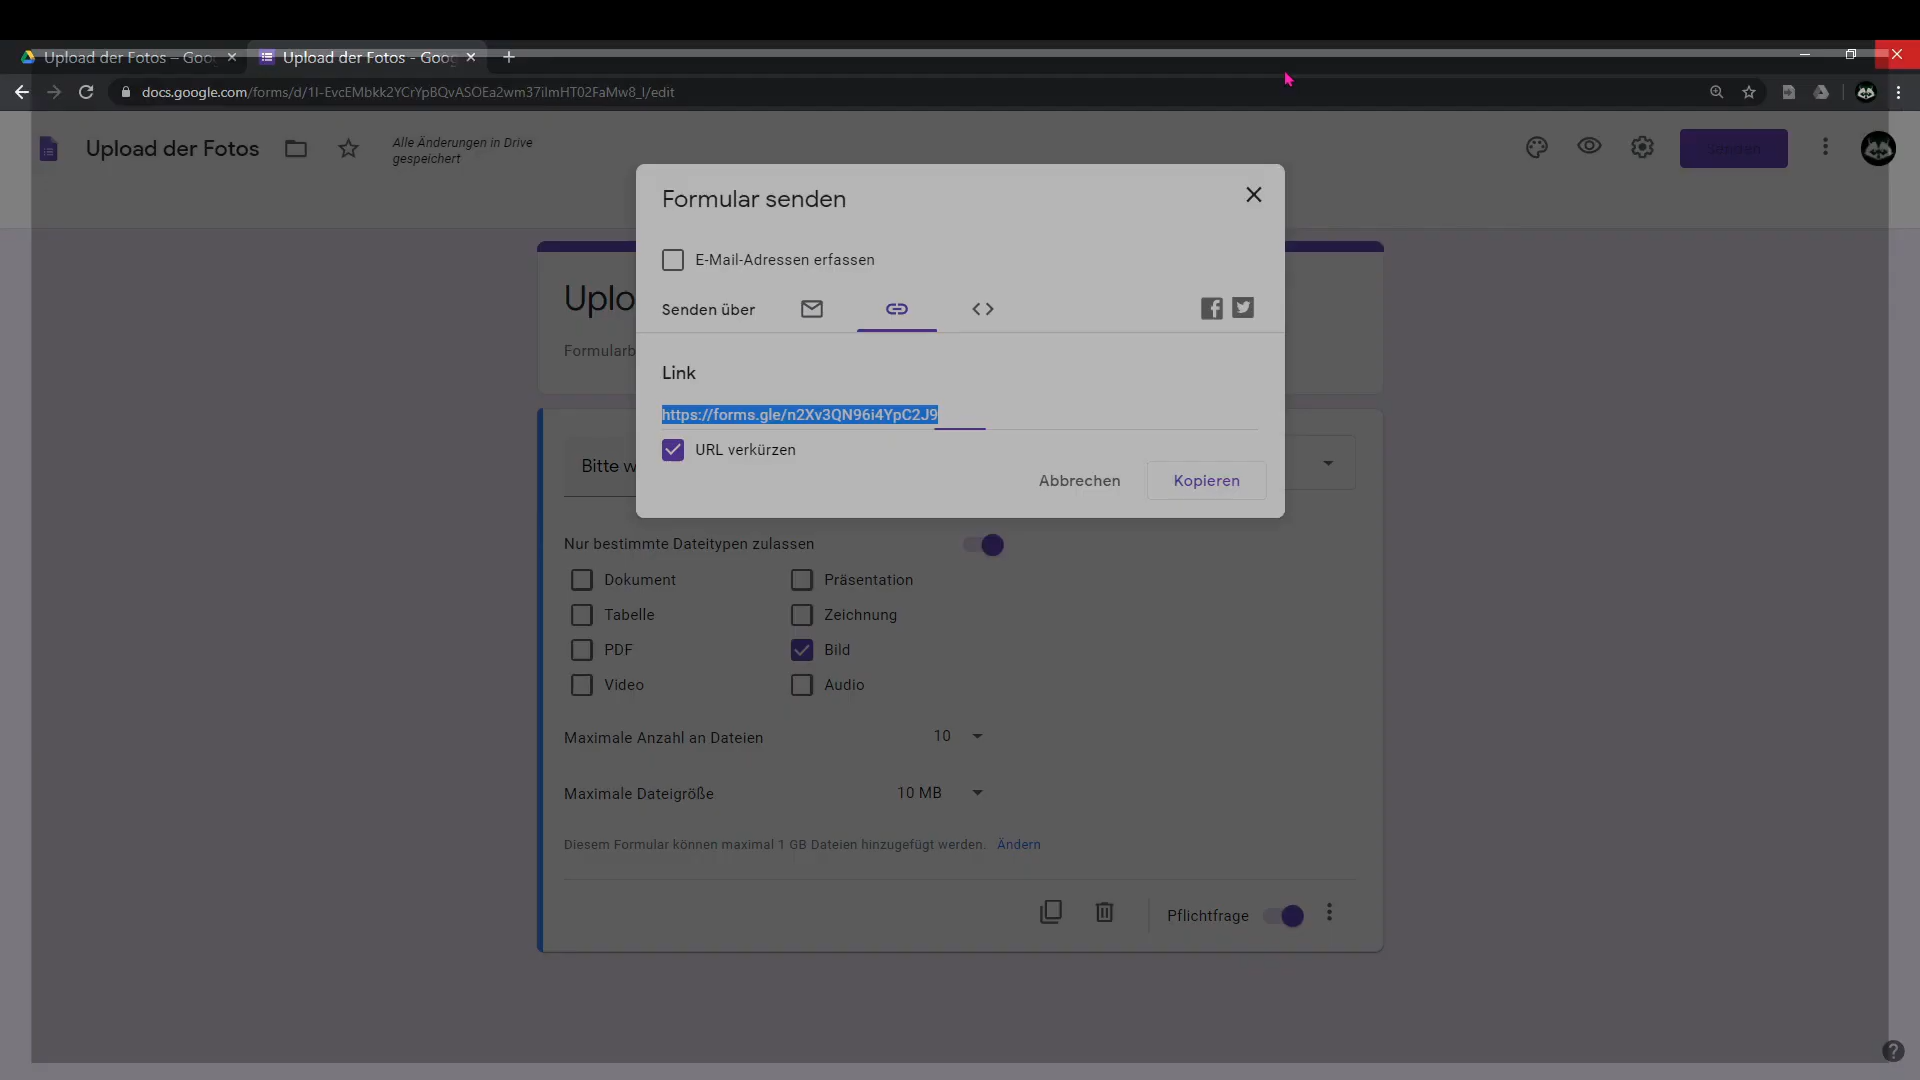 Upload der Fotos – Goo
Upload der Fotos - Goog
docs.google.com/forms/d/1I-EvcEMbkk2YCrYpBQvASOEa2wm37ilmHT02FaMw8_I/edit
Upload der Fotos
Alle Änderungen in Drive
gespeichert
Senden
Formular senden
E-Mail-Adressen erfassen
Senden über
Uplo
Formularb
Link
https://forms.gle/n2Xv3QN96i4YpC2J9
URL verkürzen
Bitte w
Abbrechen
Kopieren
Nur bestimmte Dateitypen zulassen
Dokument
Präsentation
Tabelle
Zeichnung
PDF
Bild
Video
Audio
Maximale Anzahl an Dateien
10
Maximale Dateigröße
10 MB
Diesem Formular können maximal 1 GB Dateien hinzugefügt werden. Ändern
Pflichtfrage